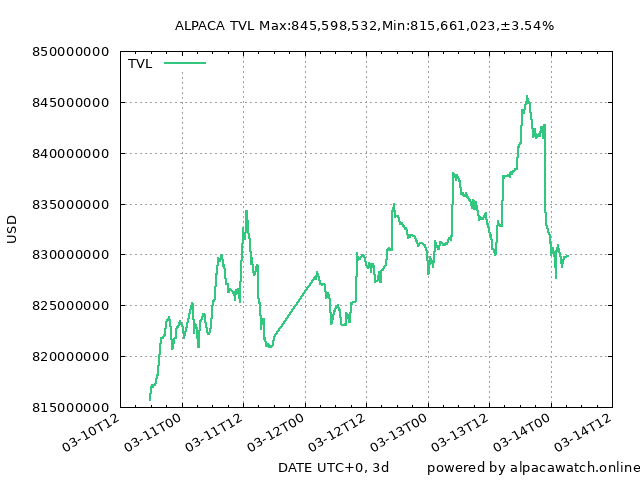 ALPACA TVL Max:845,598,532,Min:815,661,023,±3.54%
850000000
TVL
845000000
840000000
835000000
USD
830000000
825000000
820000000
815000000
03-10T12 03-11T00 03-11T12 03-12T00 03-12T12 03-13T00 03-13T12 03-14T00 03-14T12
DATE UTC+0, 3d powered by alpacawatch.online